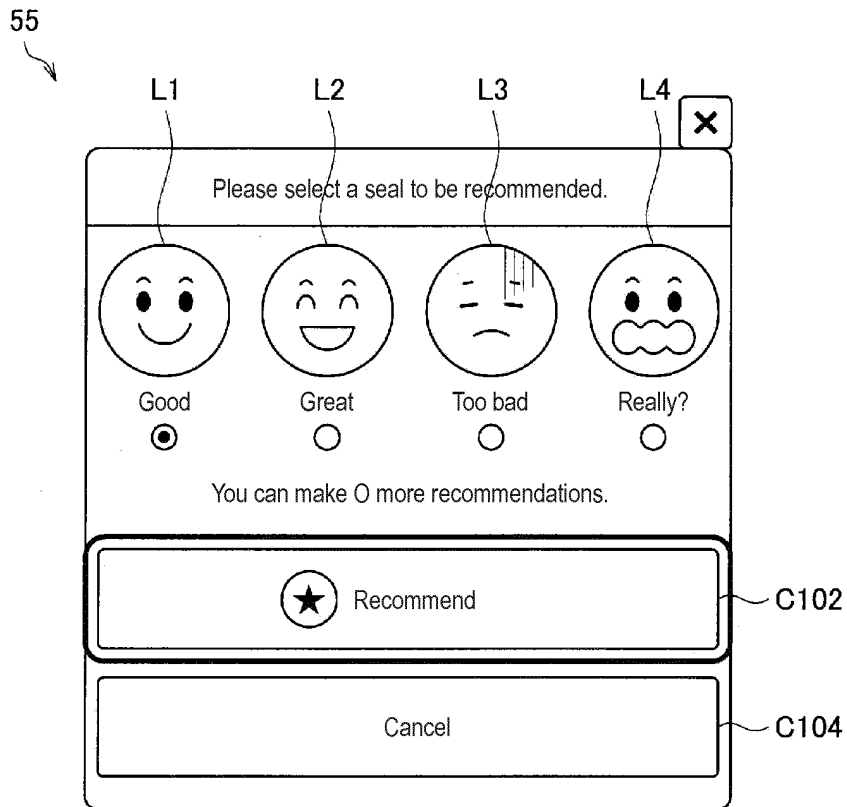 55
L1 L2 L3 L4
×
Please select a seal to be recommended.
Good Great Too bad Really?
You can make O more recommendations.
Recommend C102
Cancel C104